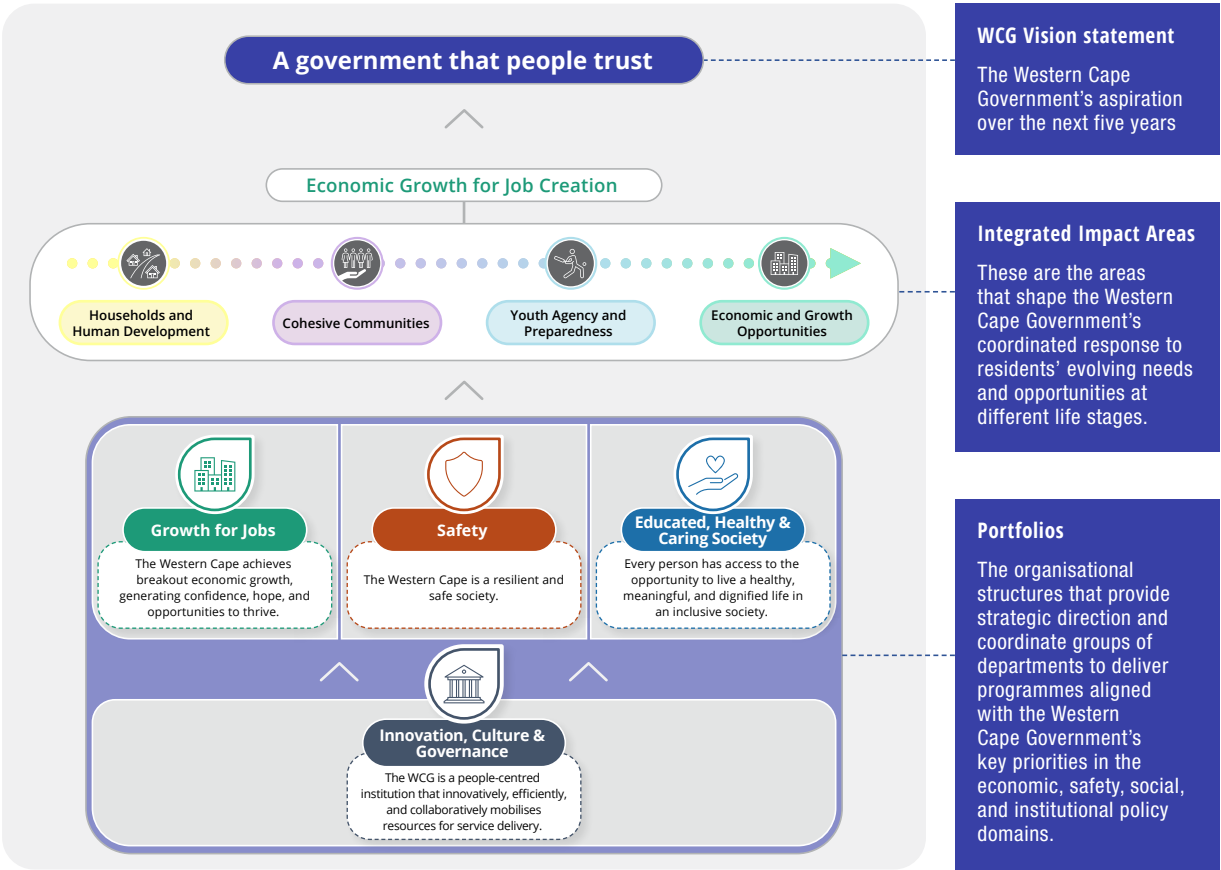 A government that people trust
Economic Growth for Job Creation
Households and
Human Development
Cohesive Communities
Youth Agency and
Preparedness
Economic and Growth
Opportunities
Growth for Jobs
The Western Cape achieves
breakout economic growth,
generating confidence, hope, and
opportunities to thrive.
Safety
The Western Cape is a resilient and
safe society.
Educated, Healthy &
Caring Society
Every person has access to the
opportunity to live a healthy,
meaningful, and dignified life in
an inclusive society.
Innovation, Culture &
Governance
The WCG is a people-centred
institution that innovatively, efficiently,
and collaboratively mobilises
resources for service delivery.
WCG Vision statement
The Western Cape
Government’s aspiration
over the next five years
Integrated Impact Areas
These are the areas
that shape the Western
Cape Government’s
coordinated response to
residents’ evolving needs
and opportunities at
different life stages.
Portfolios
The organisational
structures that provide
strategic direction and
coordinate groups of
departments to deliver
programmes aligned
with the Western
Cape Government’s
key priorities in the
economic, safety, social,
and institutional policy
domains.